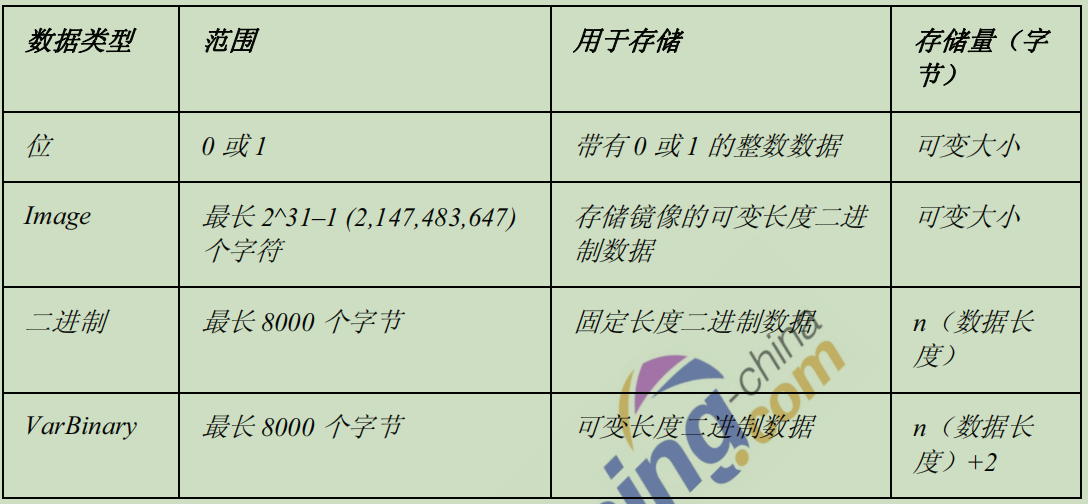 数据类型 范围 用于存储 存储量（字
节）
位 0 或 1 带有 0 或 1 的整数数据 可变大小
Image 最长 2^31–1 (2,147,483,647) 存储镜像的可变长度二进 可变大小
个字符 制数据
二进制 最长 8000 个字节 固定长度二进制数据 n（数据长
度）
VarBinary 最长 8000 个字节 可变长度二进制数据 n（数据长
度）+2
ing-china
.com